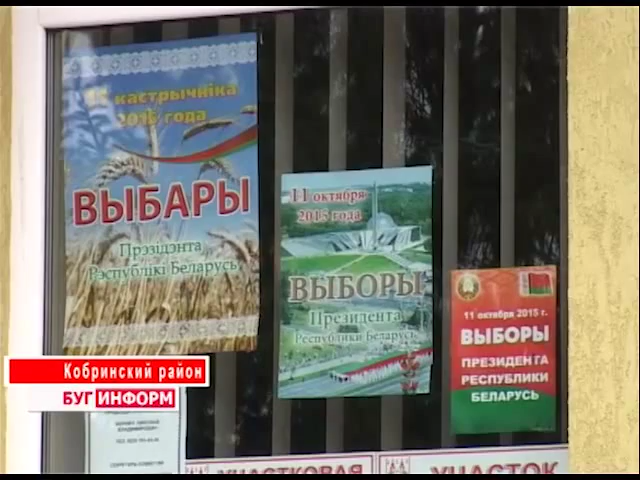 11 кастрычніка
2015 года
ВЫБАРЫ
Прэзідэнта
Рэспублікі Беларусь
11 октября
2015 года
ВЫБОРЫ
Президента
Республики Беларусь
11 октября 2015 г.
ВЫБОРЫ
ПРЕЗИДЕНТА
РЕСПУБЛИКИ
БЕЛАРУСЬ
Кобринский район
БУГ ИНФОРМ
УЧАСТКОВАЯ
УЧАСТОК